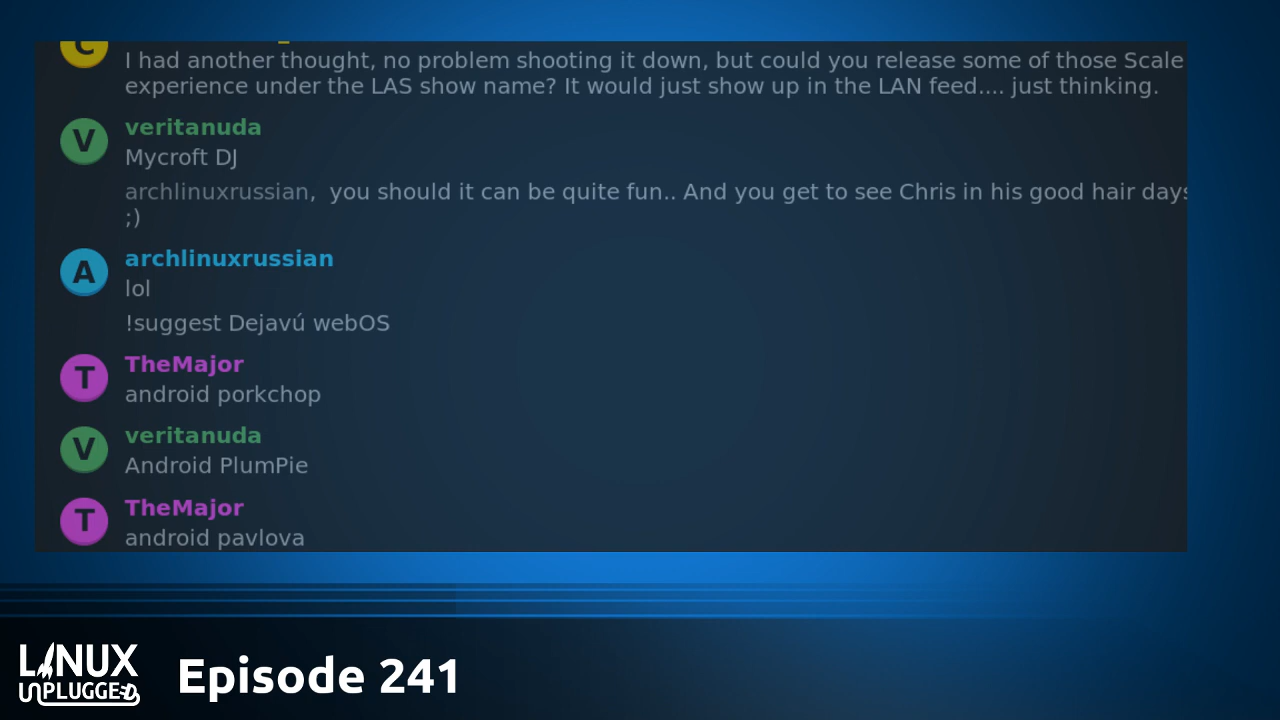 C
I had another thought, no problem shooting it down, but could you release some of those Scale
experience under the LAS show name? It would just show up in the LAN feed.... just thinking.
V
veritanuda
Mycroft DJ
archlinuxrussian, you should it can be quite fun.. And you get to see Chris in his good hair days
;)
A
archlinuxrussian
lol
!suggest Dejavú webOS
T
TheMajor
android porkchop
V
veritanuda
Android PlumPie
T
TheMajor
android pavlova
LINUX
UNPLUGGED
Episode 241